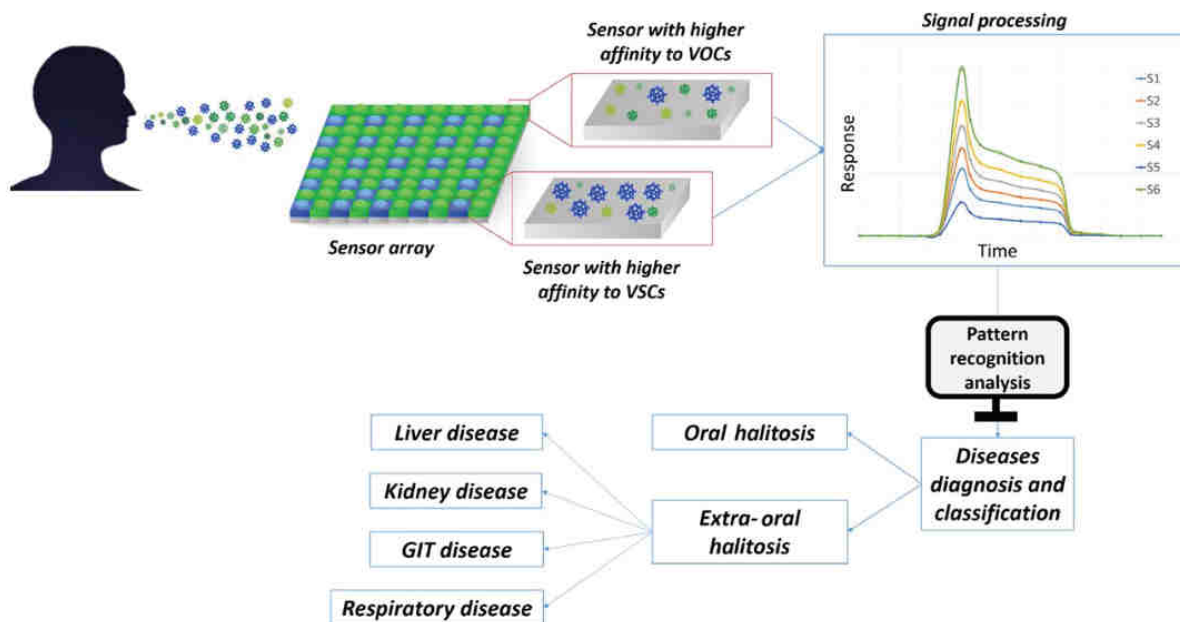 Signal processing
Sensor with higher
affinity to VOCs
S1
S2
S3
S4
S5
S6
Response
Time
Sensor array
Sensor with higher
affinity to VSCs
Pattern
recognition
analysis
Liver disease
Oral halitosis
Diseases
diagnosis and
classification
Kidney disease
Extra- oral
halitosis
GIT disease
Respiratory disease